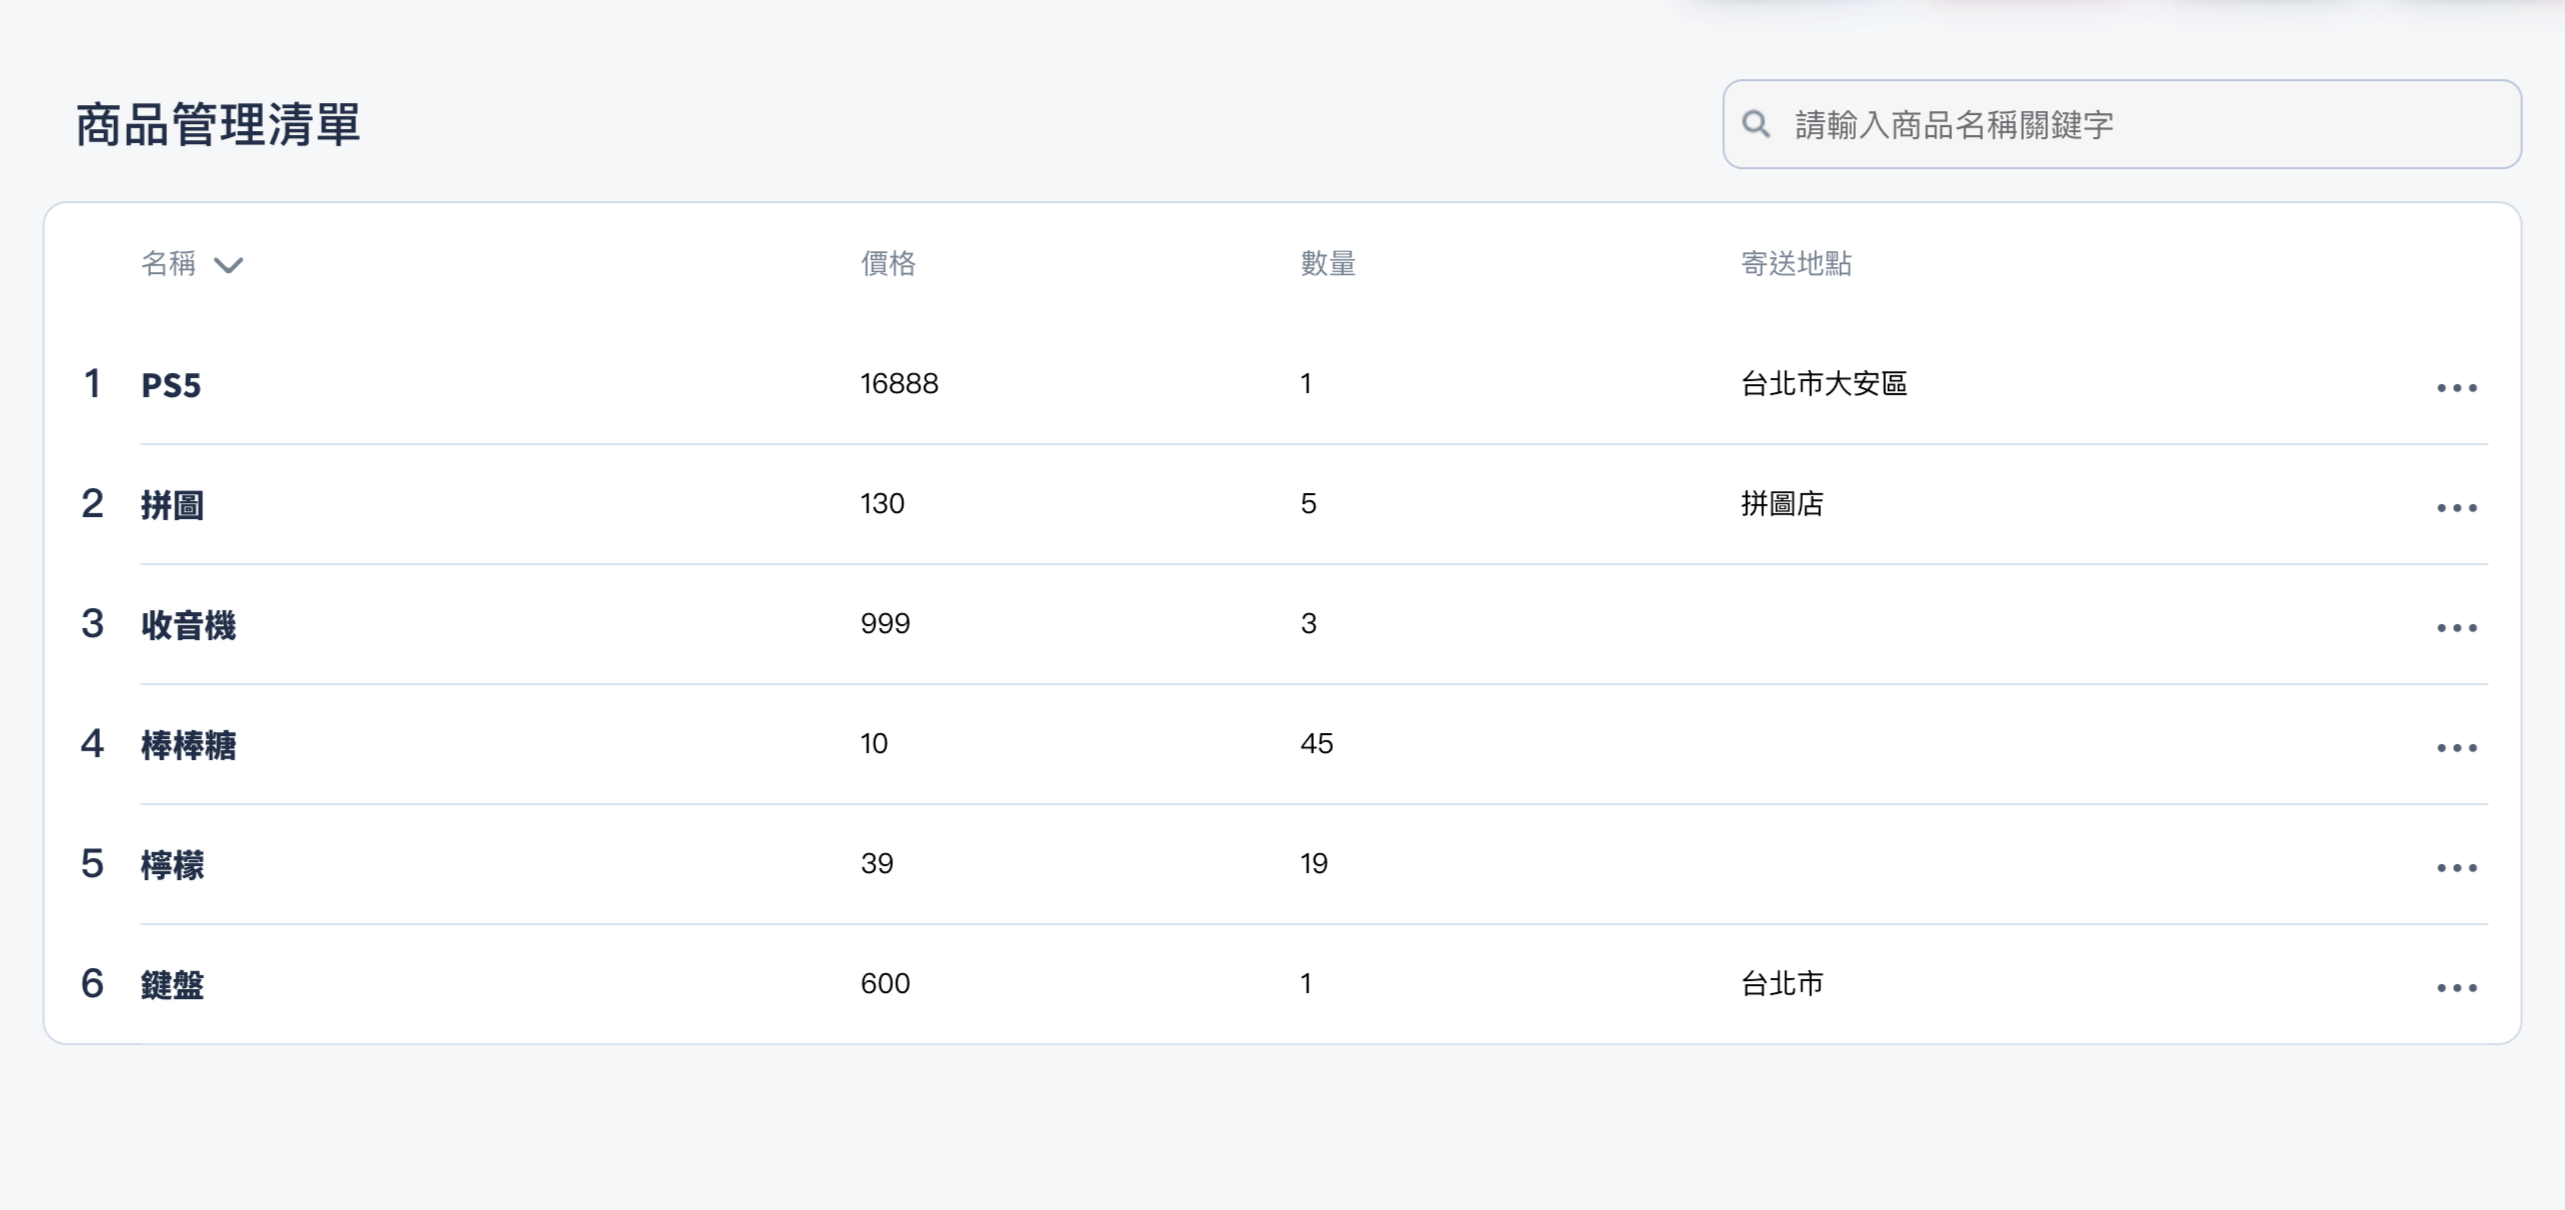 商品管理清單
請輸入商品名稱關鍵字
名稱 價格 數量 寄送地點
1 PS5 16888 1 台北市大安區
2 拼圖 130 5 拼圖店
3 收音機 999 3
4 棒棒糖 10 45
5 檸檬 39 19
6 鍵盤 600 1 台北市